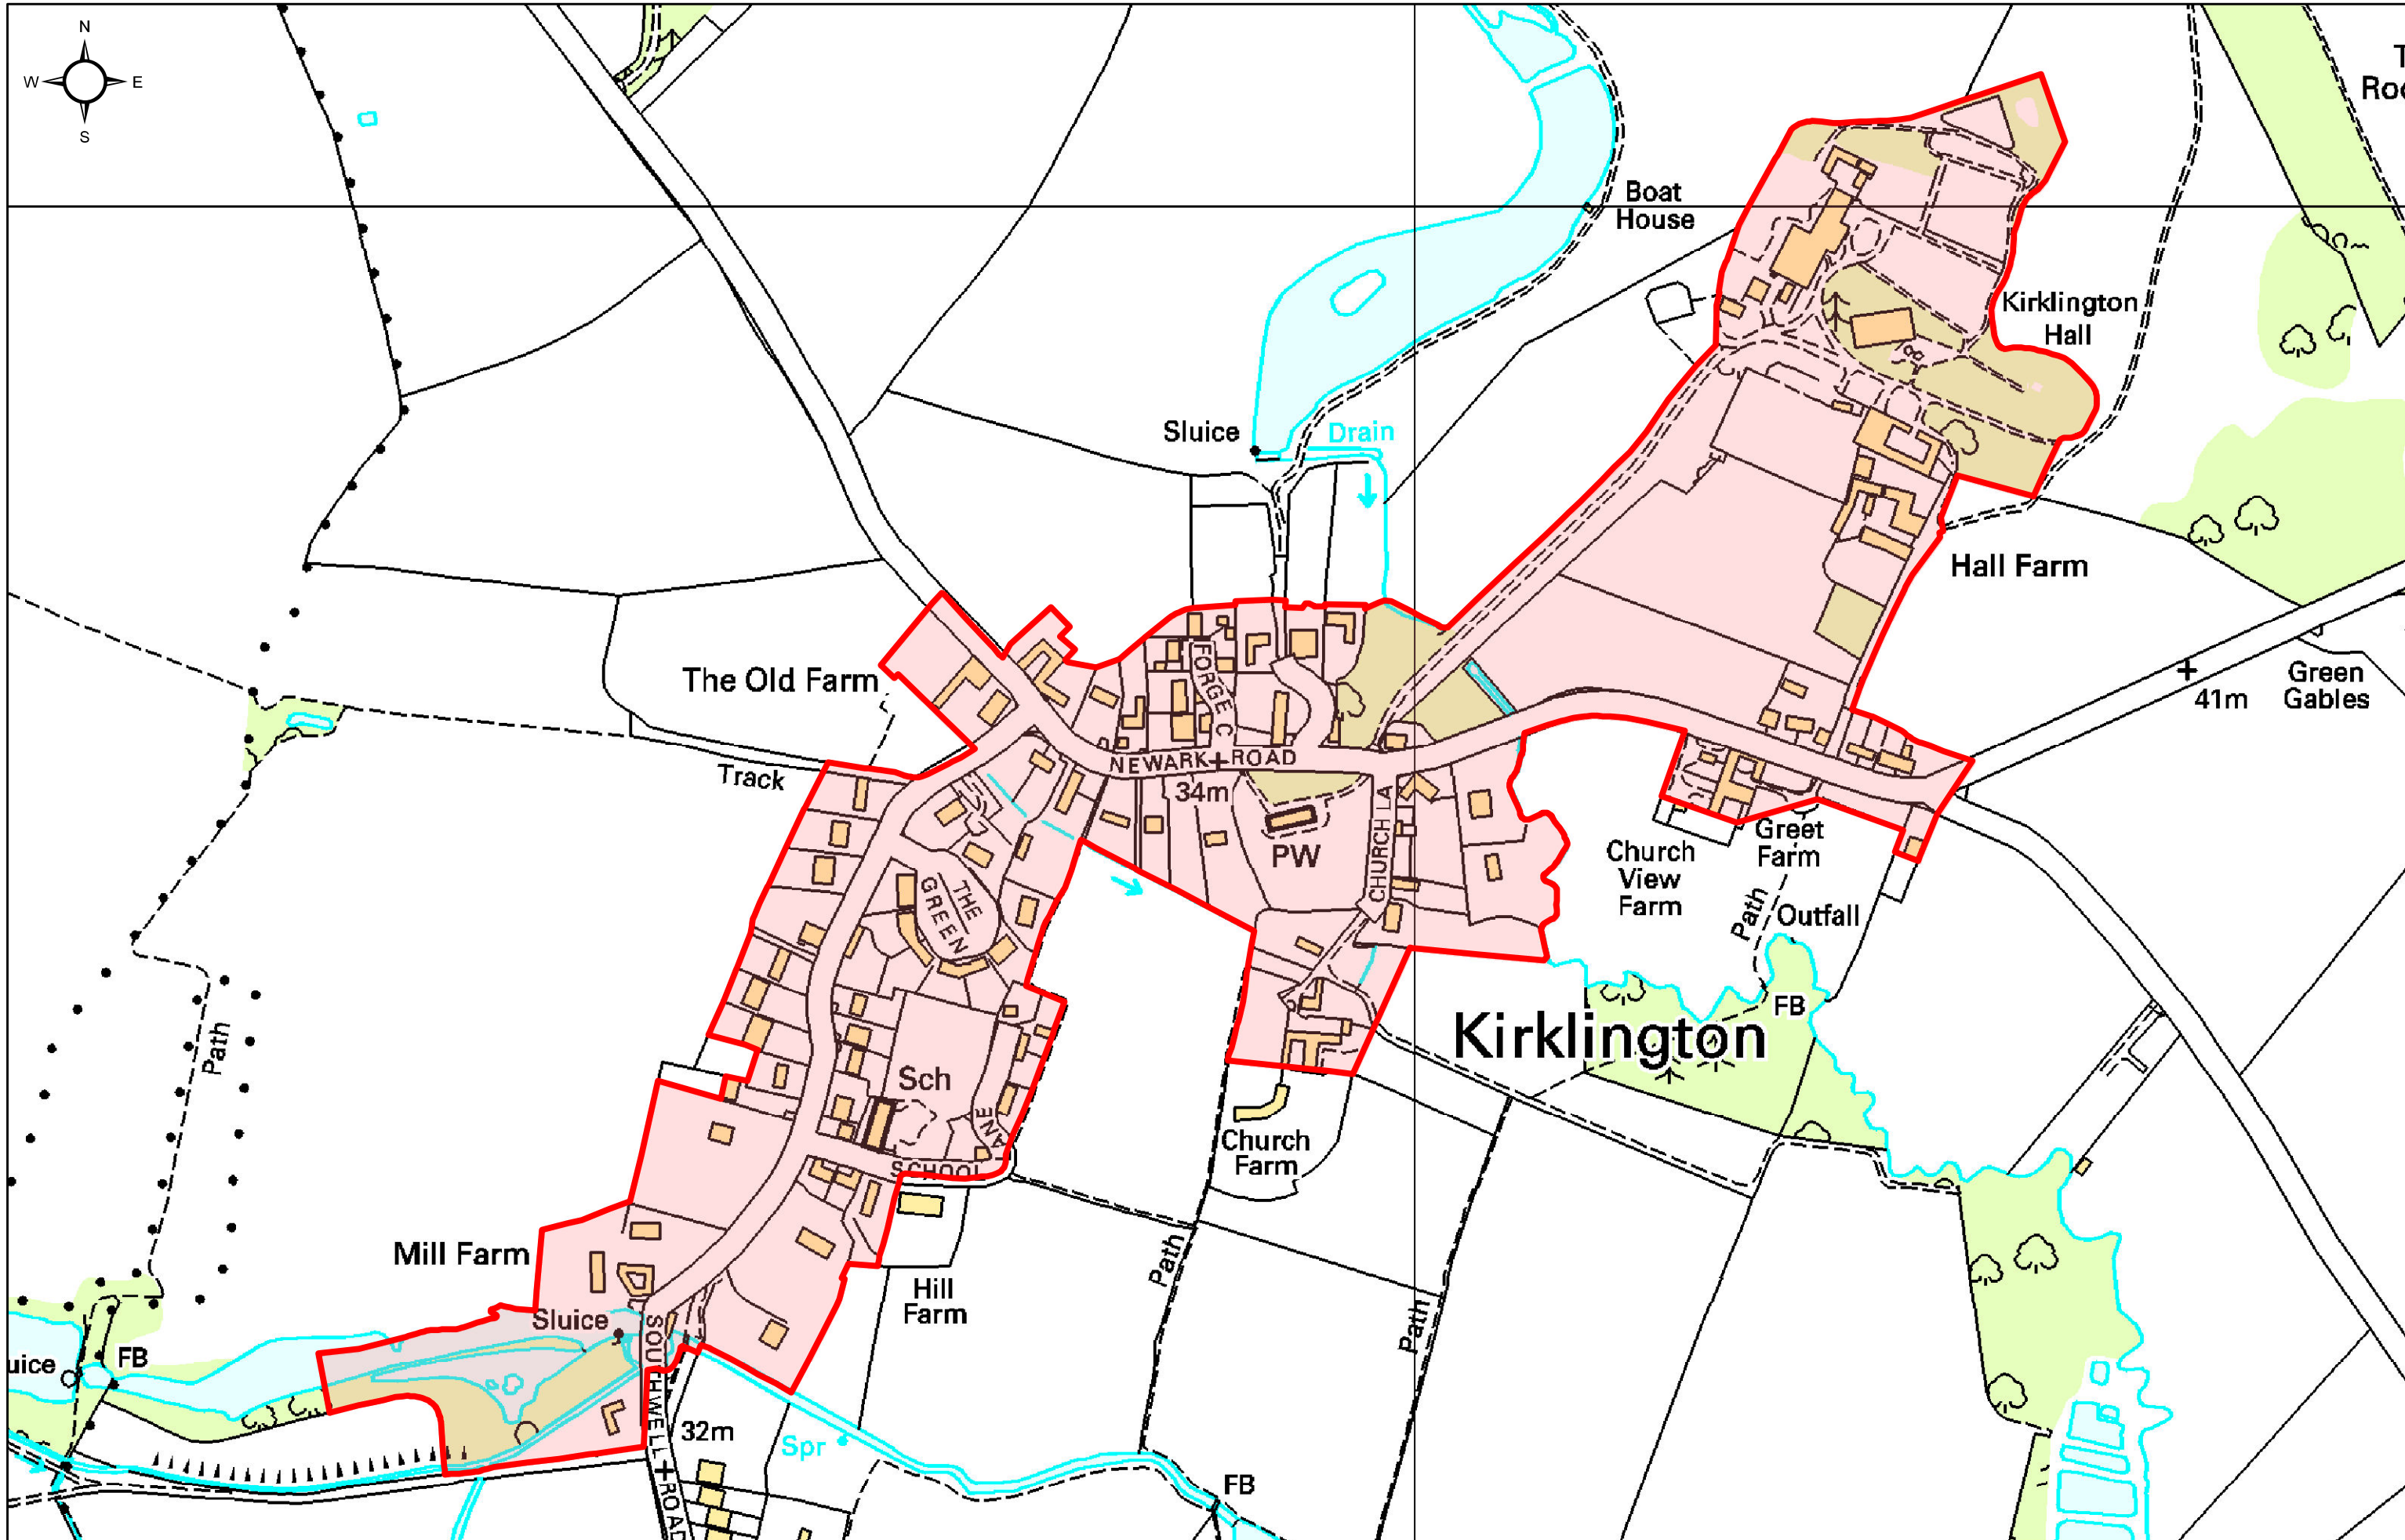 N
W
E
S
Boat
House
Kirklington
Hall
Sluice
Drain
Hall Farm
The Old Farm
FORGE C
Green
Gables
41m
Track
NEWARK ROAD
34m
CHURCH LA
PW
Church
View
Farm
Greet
Farm
Path
Outfall
THE
GREEN
FB
Kirklington
Path
Sch
SCHOOL LANE
Church
Farm
Mill Farm
Hill
Farm
Path
Path
Sluice
SOUTHWELL ROAD
FB
32m
Spr
FB